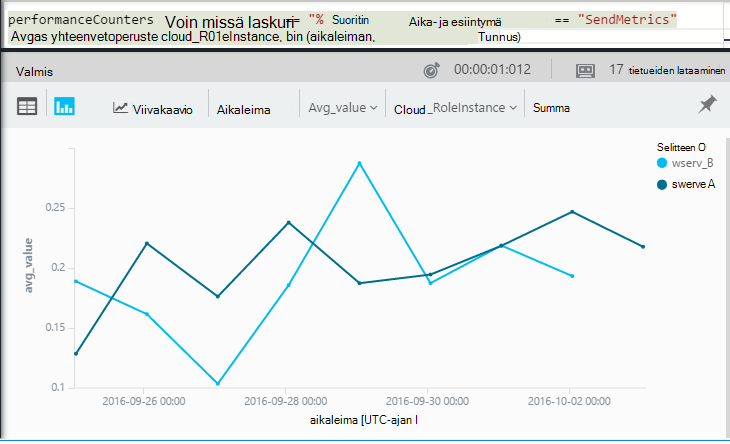 performanceCounters Voin missä laskuri == "% Suoritin Aika- ja esiintymä == "SendMetrics"
Avgas yhteenvetoperuste cloud_R01eInstance, bin (aikaleiman, Tunnus)
Valmis 00:00:01:012 17 tietueiden lataaminen
Viivakaavio Aikaleima Avg_value Cloud_RoleInstance Summa
Selitteen O
wserv_B
swerve A
0.25
0.2
0.15
0.1
avg_value
2016-09-26 00:00 2016-09-28 00:00 2016-09-30 00:00 2016-10-02 00:00
aikaleima [UTC-ajan I